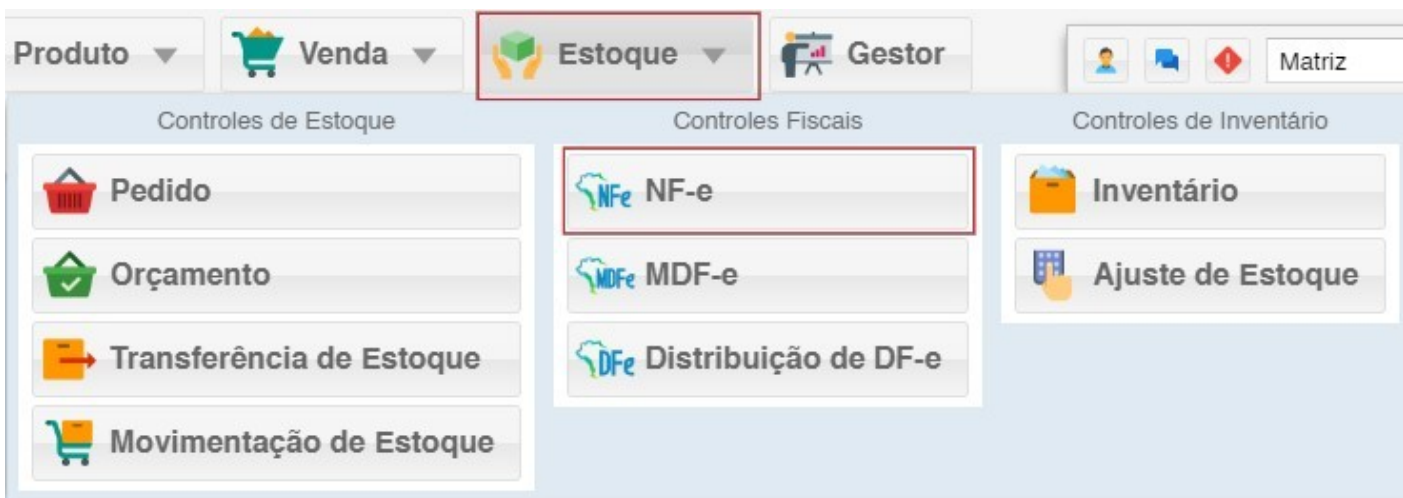 Produto Venda Estoque Gestor Matriz
Controles de Estoque Controles Fiscais Controles de Inventário
Pedido NFe NF-e Inventário
Orçamento MDFe MDF-e Ajuste de Estoque
Transferência de Estoque DFe Distribuição de DF-e
Movimentação de Estoque